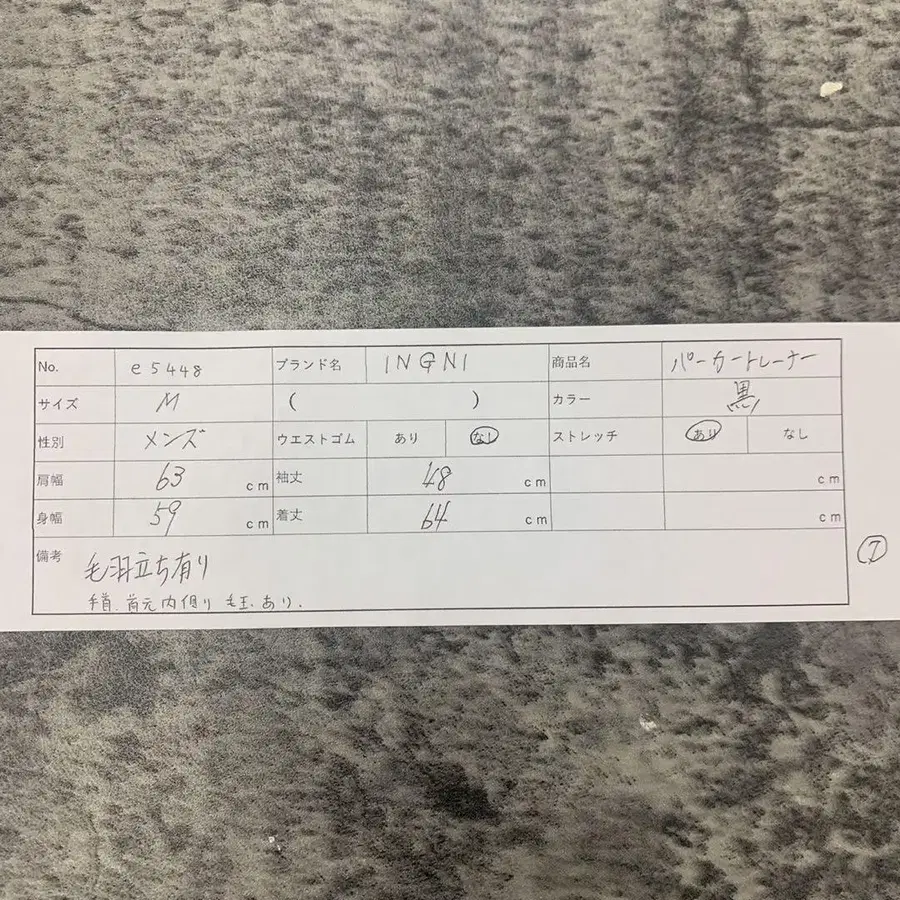 No. e5448 ブランド名 INGNI 商品名 パーカートレーナー
サイズ M ( ) カラー 黒
性別 メンズ ウエストゴム あり なし ストレッチ あり なし
肩幅 63 cm 袖丈 48 cm cm
身幅 59 cm 着丈 64 cm cm
備考 毛羽立ち有り
手首.首元内側り毛玉.あり.
⑦